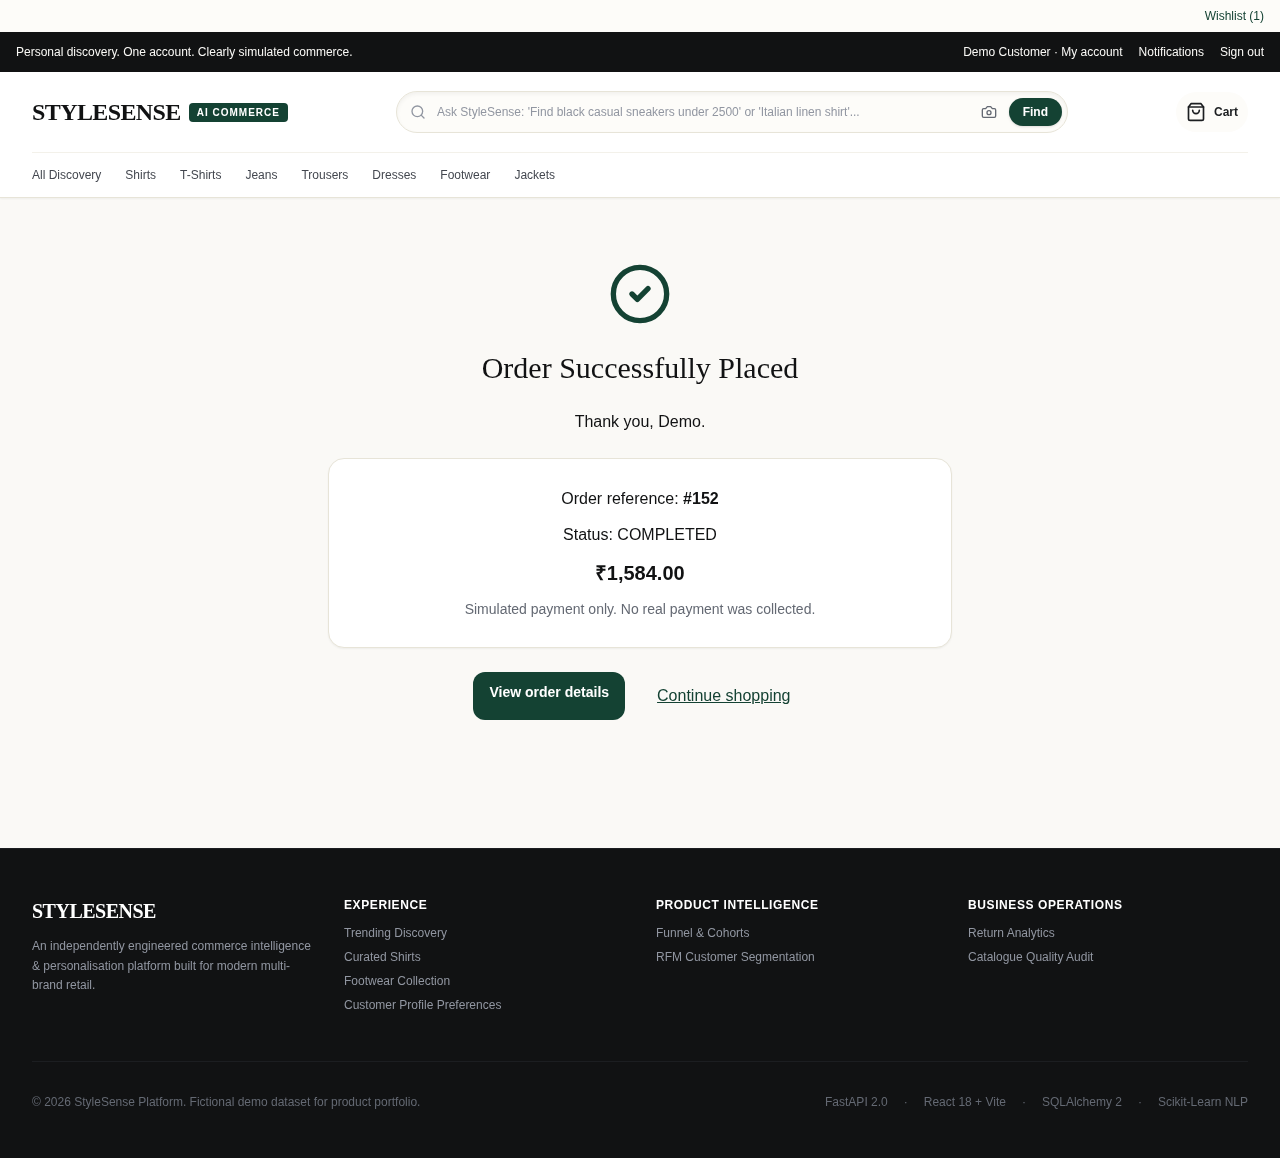 Wishlist (1)
Personal discovery. One account. Clearly simulated commerce.
Demo Customer · My account
Notifications
Sign out
STYLESENSE
AI COMMERCE
Ask StyleSense: 'Find black casual sneakers under 2500' or 'Italian linen shirt'...
Find
Cart
All Discovery
Shirts
T-Shirts
Jeans
Trousers
Dresses
Footwear
Jackets
Order Successfully Placed
Thank you, Demo.
Order reference: #152
Status: COMPLETED
₹1,584.00
Simulated payment only. No real payment was collected.
View order details
Continue shopping
STYLESENSE
An independently engineered commerce intelligence
& personalisation platform built for modern multi-
brand retail.
EXPERIENCE
Trending Discovery
Curated Shirts
Footwear Collection
Customer Profile Preferences
PRODUCT INTELLIGENCE
Funnel & Cohorts
RFM Customer Segmentation
BUSINESS OPERATIONS
Return Analytics
Catalogue Quality Audit
© 2026 StyleSense Platform. Fictional demo dataset for product portfolio.
FastAPI 2.0 · React 18 + Vite · SQLAlchemy 2 · Scikit-Learn NLP